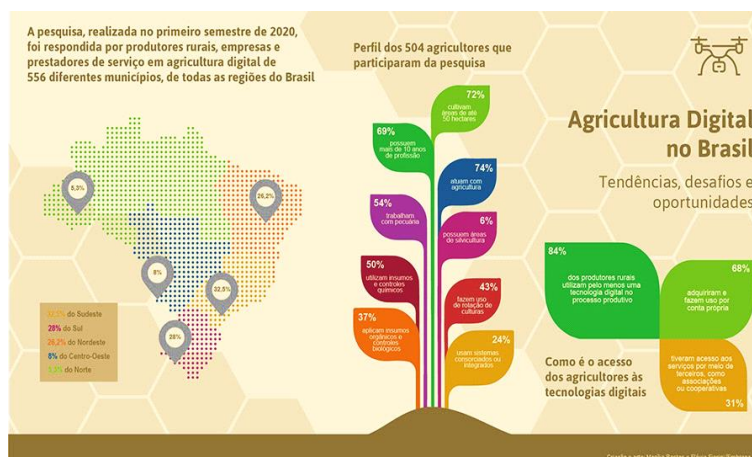 A pesquisa, realizada no primeiro semestre de 2020,
foi respondida por produtores rurais, empresas e
prestadores de serviço em agricultura digital de
556 diferentes municípios, de todas as regiões do Brasil
5,3%
26,2%
8%
32,5%
28%
32,5% do Sudeste
28% do Sul
26,2% do Nordeste
8% do Centro-Oeste
5,3% do Norte
Perfil dos 504 agricultores que
participaram da pesquisa
72%
cultivam
áreas de até
50 hectares
69%
possuem
mais de 10 anos
de profissão
74%
atuam com
agricultura
54%
trabalham
com pecuária
6%
possuem áreas
de silvicultura
50%
utilizam insumos
e controles
químicos
43%
fazem uso
de rotação de
culturas
37%
aplicam insumos
orgânicos e
controles
biológicos
24%
usam sistemas
consorciados ou
integrados
Agricultura Digital
no Brasil
Tendências, desafios e
oportunidades
84%
dos produtores rurais
utilizam pelo menos uma
tecnologia digital no
processo produtivo
68%
adquiriram e
fazem uso por
conta própria
Como é o acesso
dos agricultores às
tecnologias digitais
tiveram acesso aos
serviços por meio de
terceiros, como
associações
ou cooperativas
31%